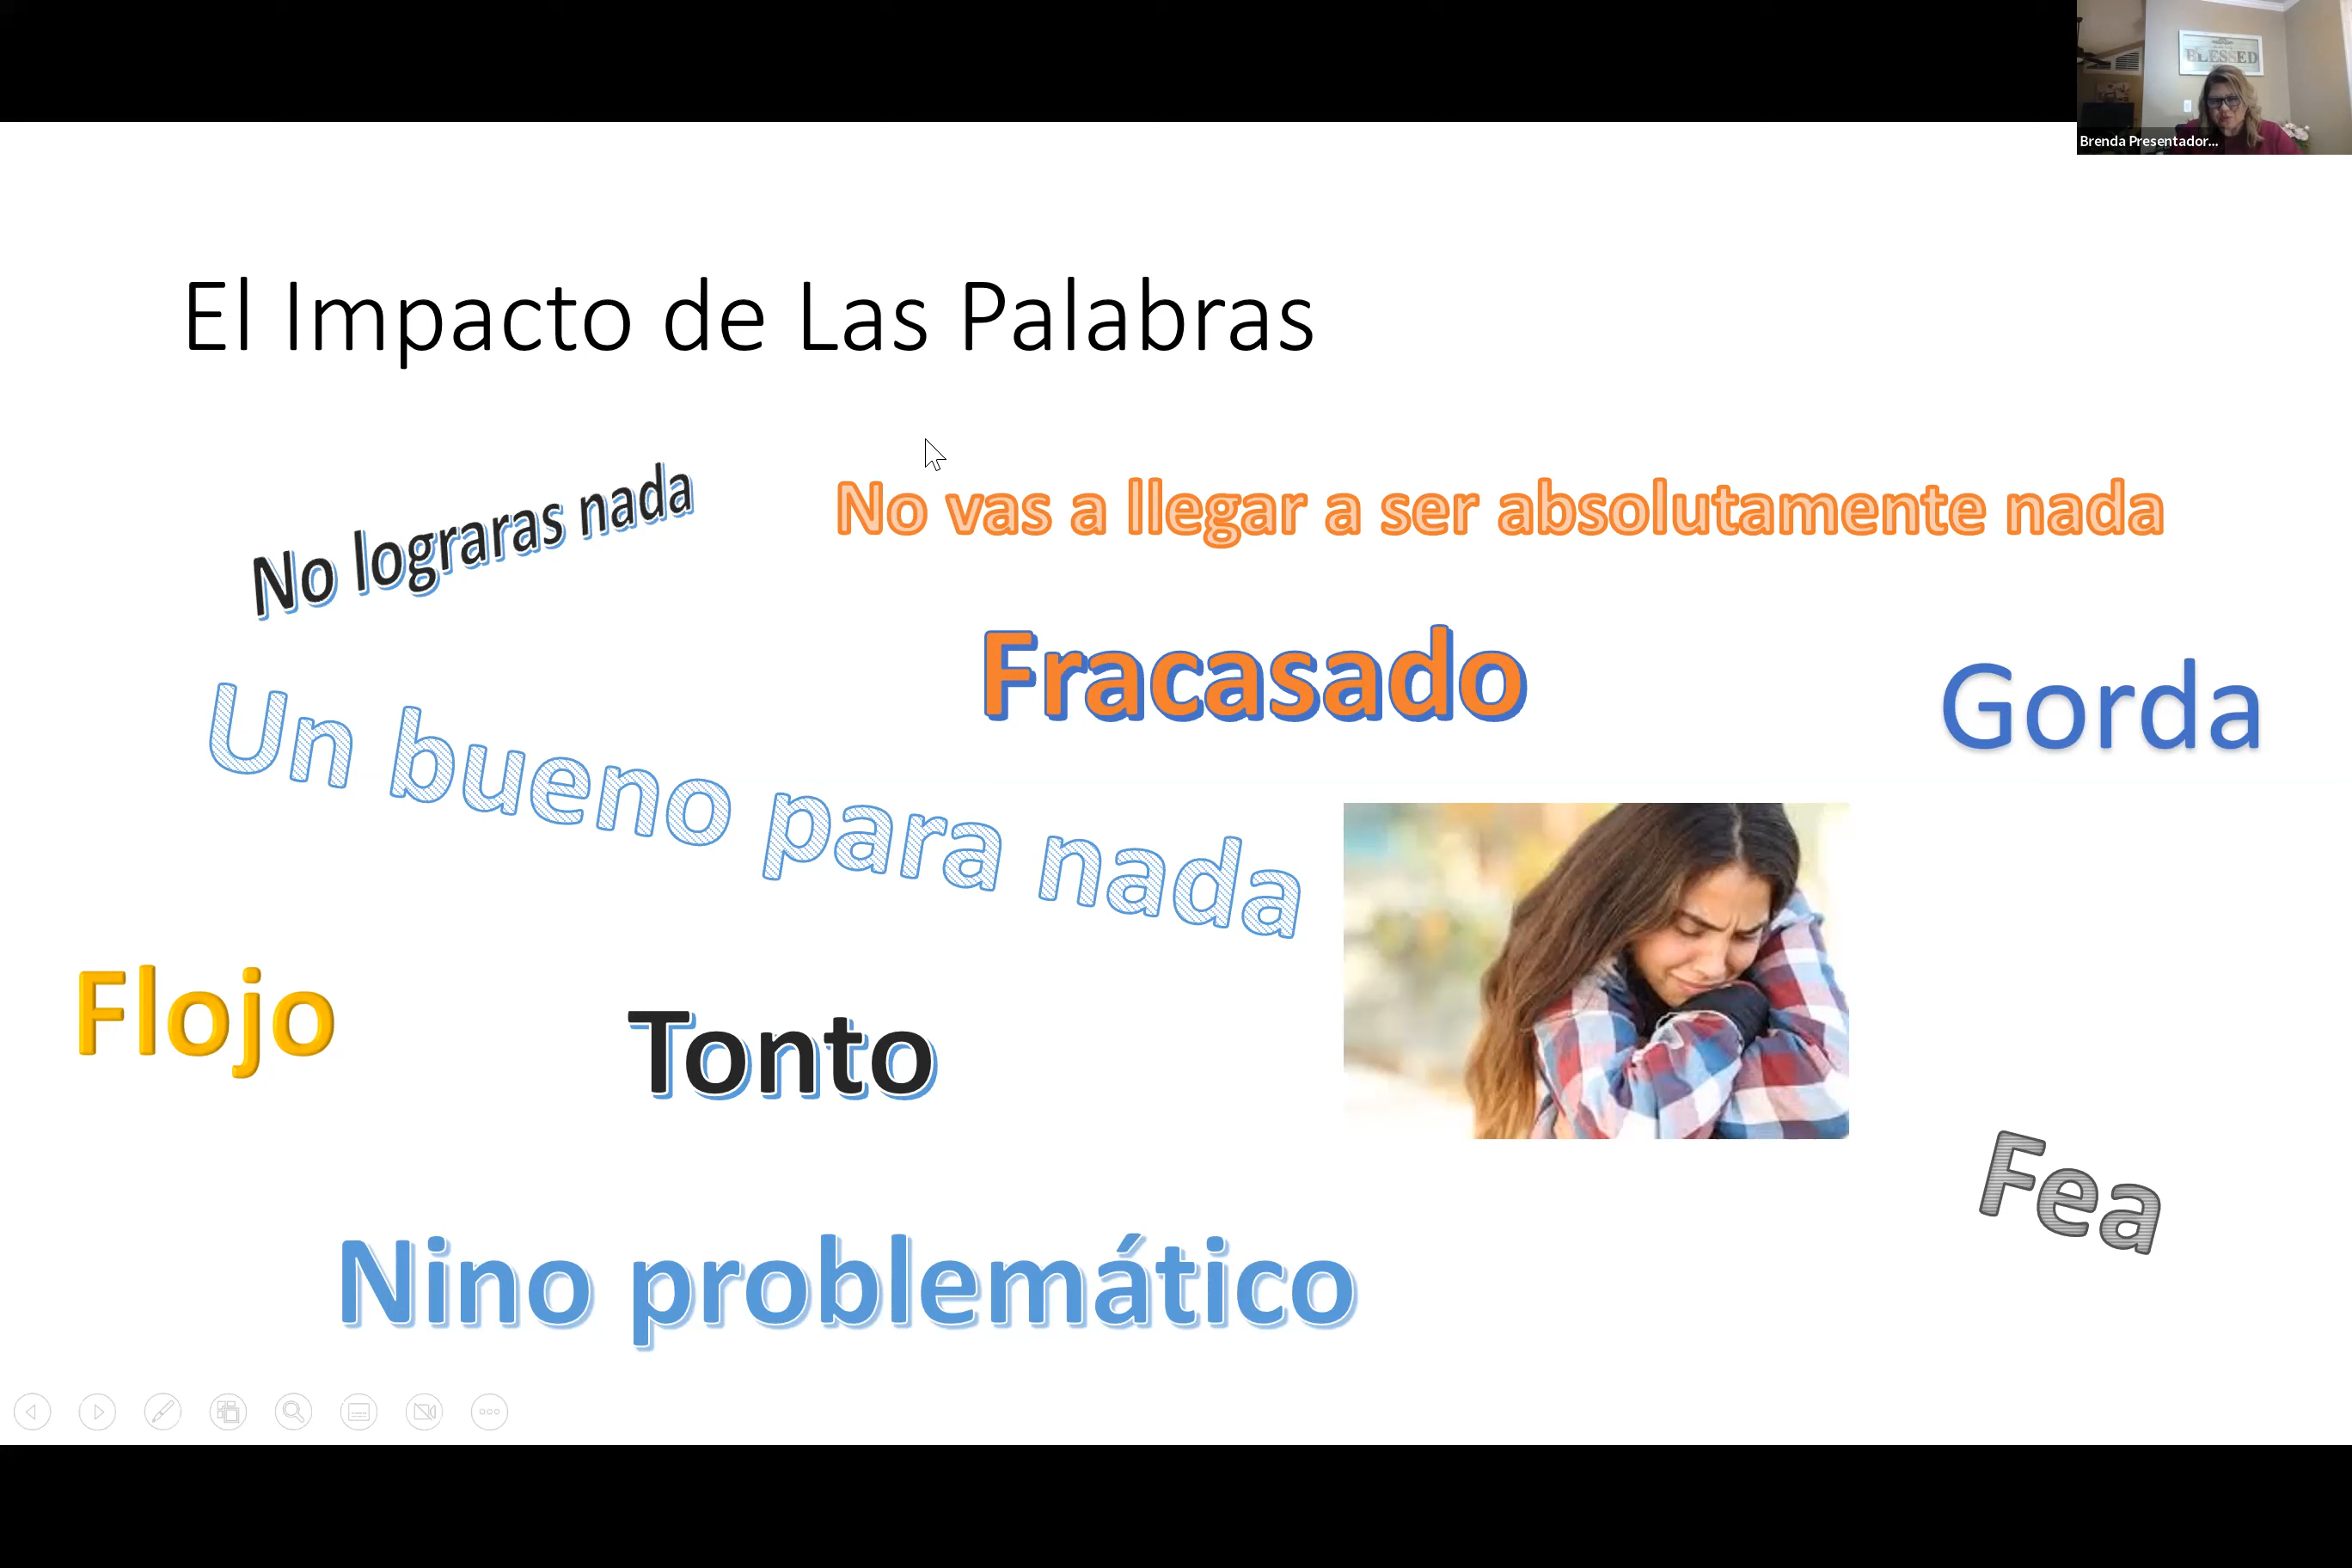 BLESSED
Brenda Presentador...
El Impacto de Las Palabras
No lograras nada
No vas a llegar a ser absolutamente nada
Fracasado
Gorda
Un bueno para nada
Flojo
Tonto
Fea
Nino problemático